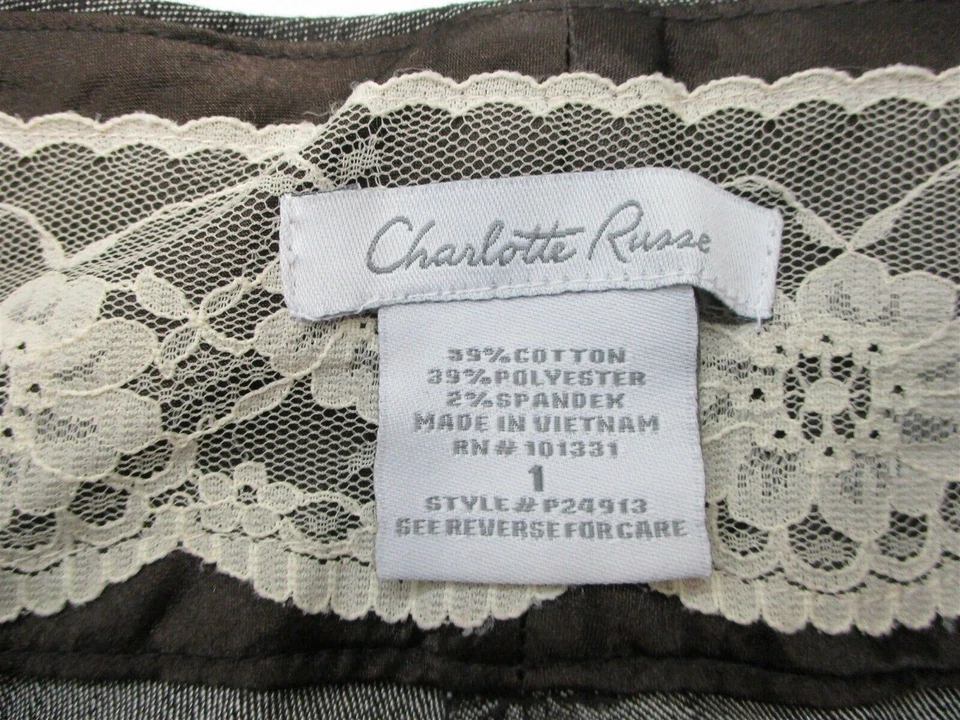 Charlotte Russe
59%COTTON
39%POLYESTER
2%SPANDEX
MADE IN VIETNAM
RN# 101331
1
STYLE# P24913
SEE REVERSE FOR CARE